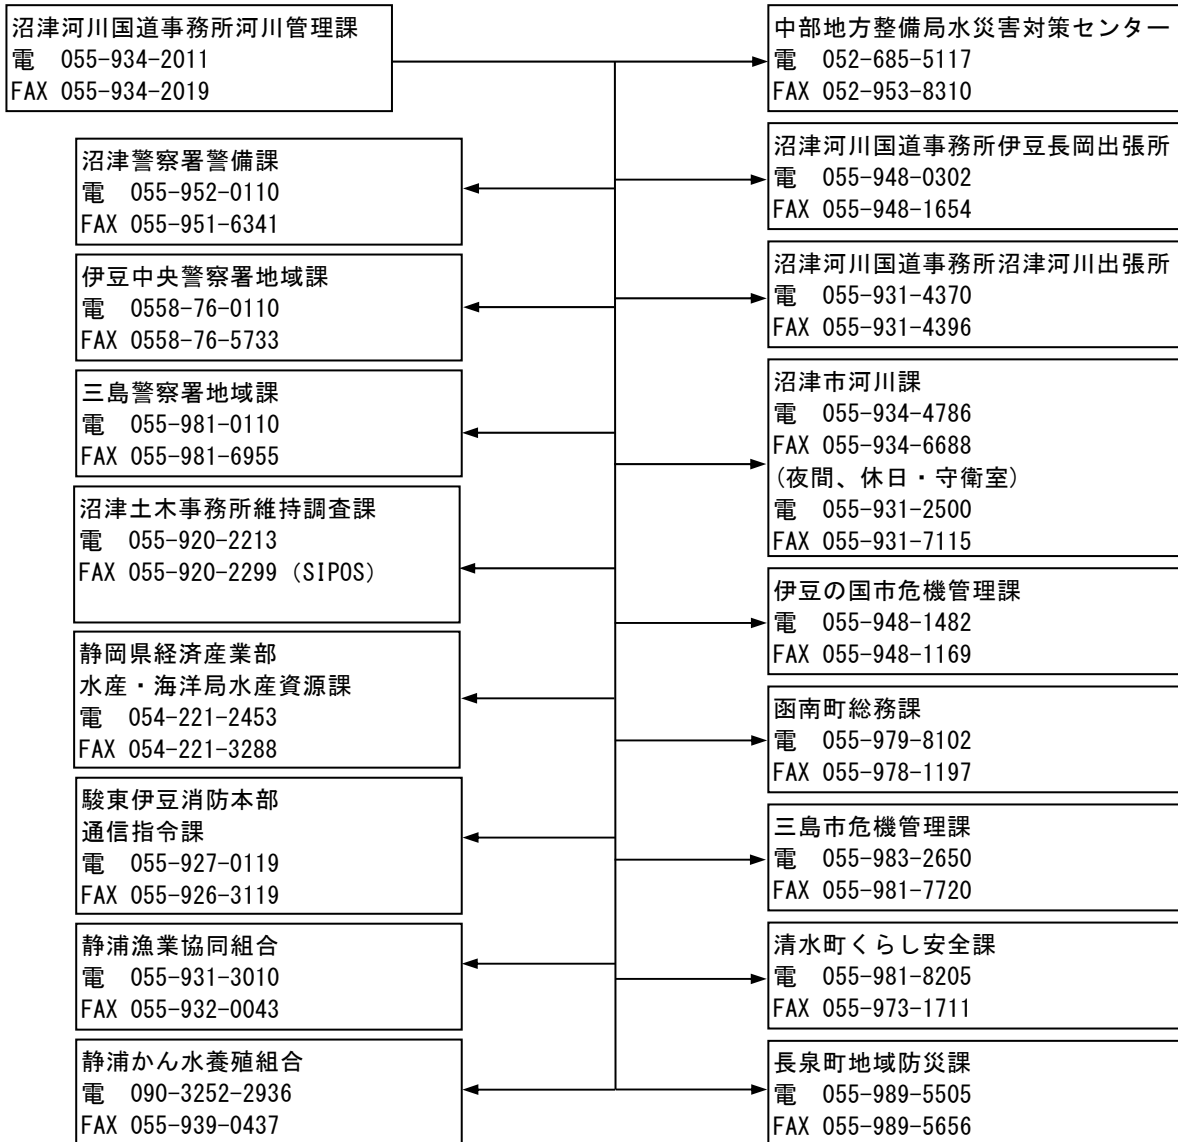 沼津河川国道事務所河川管理課
電 055-934-2011
FAX 055-934-2019
沼津警察署警備課
電 055-952-0110
FAX 055-951-6341
伊豆中央警察署地域課
電 0558-76-0110
FAX 0558-76-5733
三島警察署地域課
電 055-981-0110
FAX 055-981-6955
沼津土木事務所維持調査課
電 055-920-2213
FAX 055-920-2299 (SIPOS)
静岡県経済産業部
水産・海洋局水産資源課
電 054-221-2453
FAX 054-221-3288
駿東伊豆消防本部
通信指令課
電 055-927-0119
FAX 055-926-3119
静浦漁業協同組合
電 055-931-3010
FAX 055-932-0043
静浦かん水養殖組合
電 090-3252-2936
FAX 055-939-0437
中部地方整備局水災害対策センター
電 052-685-5117
FAX 052-953-8310
沼津河川国道事務所伊豆長岡出張所
電 055-948-0302
FAX 055-948-1654
沼津河川国道事務所沼津河川出張所
電 055-931-4370
FAX 055-931-4396
沼津市河川課
電 055-934-4786
FAX 055-934-6688
(夜間、休日・守衛室)
電 055-931-2500
FAX 055-931-7115
伊豆の国市危機管理課
電 055-948-1482
FAX 055-948-1169
函南町総務課
電 055-979-8102
FAX 055-978-1197
三島市危機管理課
電 055-983-2650
FAX 055-981-7720
清水町くらし安全課
電 055-981-8205
FAX 055-973-1711
長泉町地域防災課
電 055-989-5505
FAX 055-989-5656